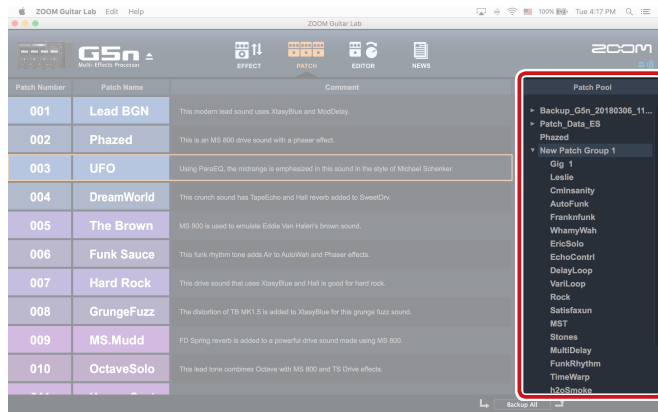 ZOOM Guitar Lab Edit Help 100% Tue 4:17 PM
ZOOM Guitar Lab
G5n
Multi-Effects Processor
EFFECT PATCH EDITOR NEWS
ZOOM
Patch Number Patch Name Comment Patch Pool
001 Lead BGN This modern lead sound uses XtasyBlue and ModDelay.
002 Phazed This is an MS 800 drive sound with a phaser effect.
003 UFO Using ParaEQ, the midrange is emphasized in this sound in the style of Michael Schenker.
004 DreamWorld This crunch sound has TapeEcho and Hall reverb added to SweetDrv.
005 The Brown MS 800 is used to emulate Eddie Van Halen's brown sound.
006 Funk Sauce This funk rhythm tone adds Air to AutoWah and Phaser effects.
007 Hard Rock This drive sound that uses XtasyBlue and Hall is good for hard rock.
008 GrungeFuzz The distortion of TB MK1.5 is added to XtasyBlue for this grunge fuzz sound.
009 MS.Mudd FD Spring reverb is added to a powerful drive sound made using MS 800.
010 OctaveSolo This lead tone combines Octave with MS 800 and TS Drive effects.
Backup_G5n_20180306_11...
Patch_Data_ES
Phazed
New Patch Group 1
Gig 1
Leslie
CmInsanity
AutoFunk
Franknfunk
WhamyWah
EricSolo
EchoContrl
DelayLoop
VariLoop
Rock
Satisfaxun
MST
Stones
MultiDelay
FunkRhythm
TimeWarp
h2oSmoke
Backup All